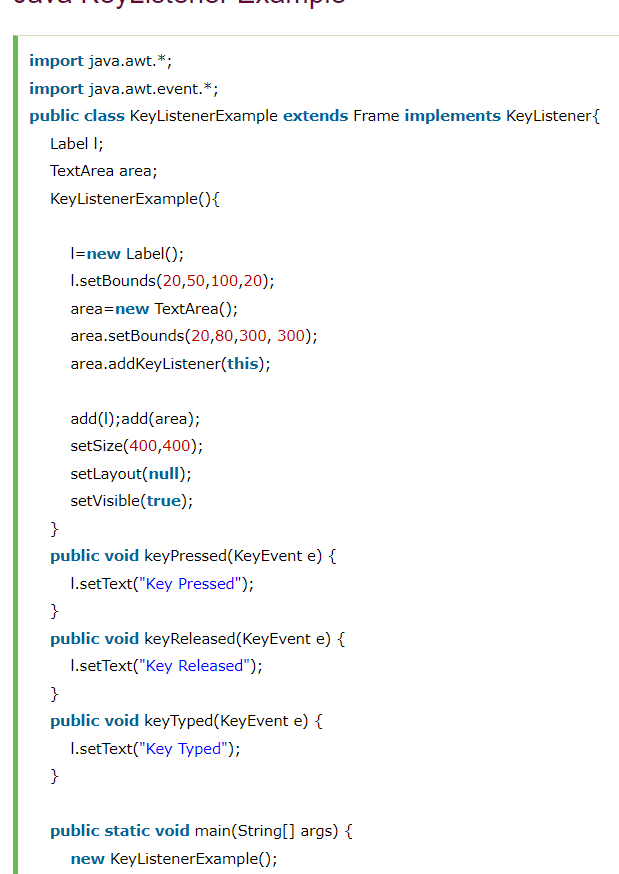 Java KeyListener Example
import java.awt.*;
import java.awt.event.*;
public class KeyListenerExample extends Frame implements KeyListener{
Label l;
TextArea area;
KeyListenerExample(){
l=new Label();
l.setBounds(20,50,100,20);
area=new TextArea();
area.setBounds(20,80,300, 300);
area.addKeyListener(this);
add(l);add(area);
setSize(400,400);
setLayout(null);
setVisible(true);
}
public void keyPressed(KeyEvent e) {
l.setText("Key Pressed");
}
public void keyReleased(KeyEvent e) {
l.setText("Key Released");
}
public void keyTyped(KeyEvent e) {
l.setText("Key Typed");
}
public static void main(String[] args) {
new KeyListenerExample();